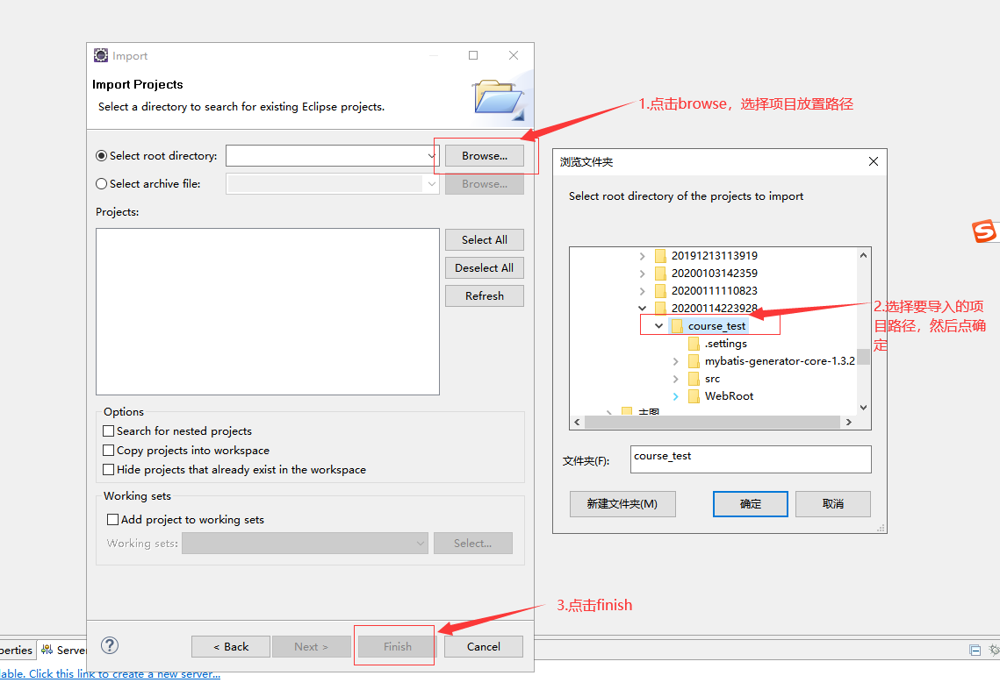 Import
Import Projects
Select a directory to search for existing Eclipse projects.
1.点击browse，选择项目放置路径
Select root directory:
Browse...
Select archive file:
Browse...
Projects:
Select All
Deselect All
Refresh
Options
Search for nested projects
Copy projects into workspace
Hide projects that already exist in the workspace
Working sets
Add project to working sets
Working sets:
Select...
浏览文件夹
Select root directory of the projects to import
20191213113919
20200103142359
20200111110823
20200114223928
course_test
.settings
mybatis-generator-core-1.3.2
src
WebRoot
主图
2.选择要导入的项
目路径，然后点确
定
文件夹(F):
course_test
新建文件夹(M)
确定
取消
3.点击finish
?
< Back
Next >
Finish
Cancel
perties
Server
lable. Click this link to create a new server...
S